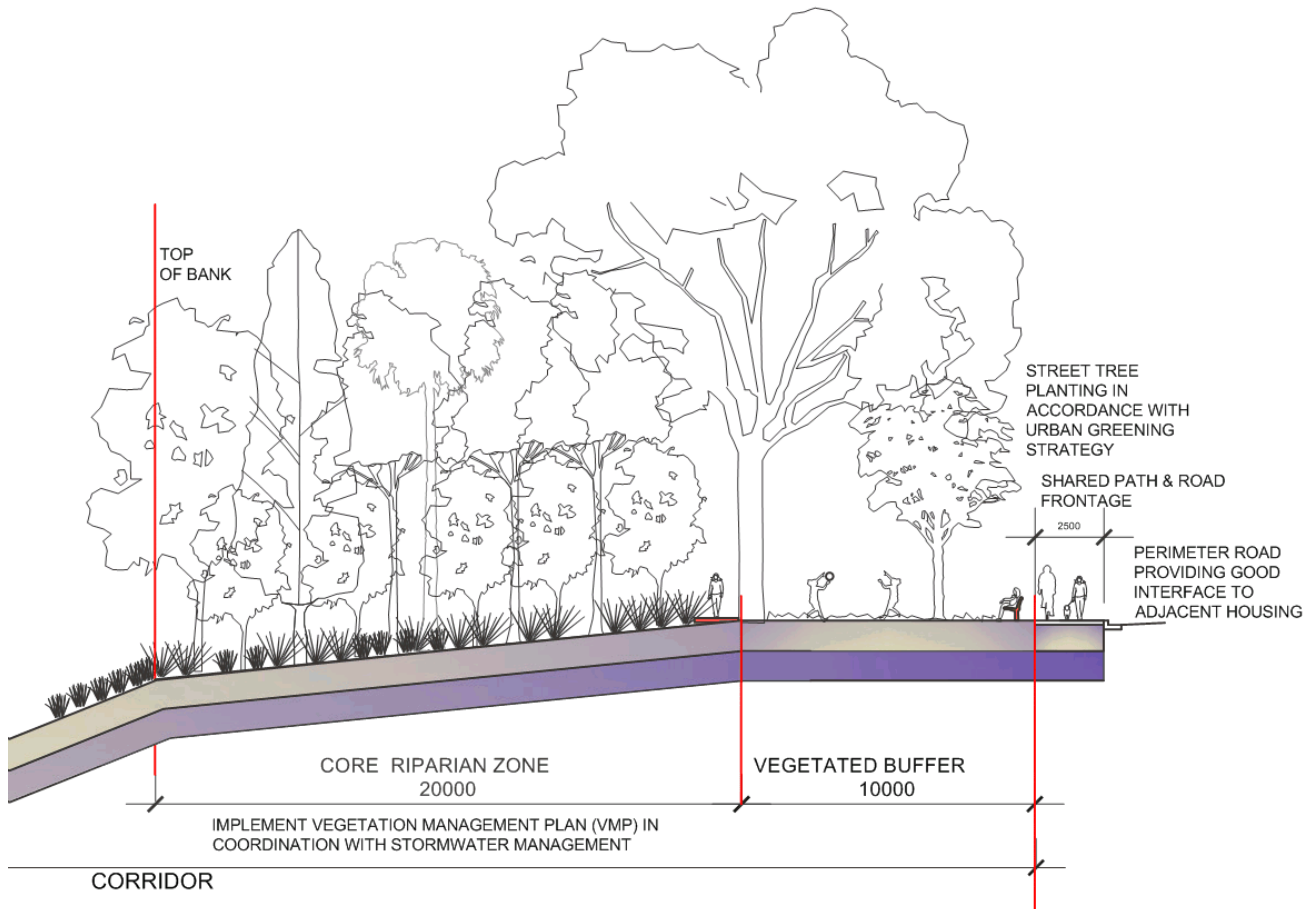 TOP
OF BANK
STREET TREE
PLANTING IN
ACCORDANCE WITH
URBAN GREENING
STRATEGY
SHARED PATH & ROAD
FRONTAGE
2500
PERIMETER ROAD
PROVIDING GOOD
INTERFACE TO
ADJACENT HOUSING
CORE RIPARIAN ZONE
20000
VEGETATED BUFFER
10000
IMPLEMENT VEGETATION MANAGEMENT PLAN (VMP) IN
COORDINATION WITH STORMWATER MANAGEMENT
CORRIDOR